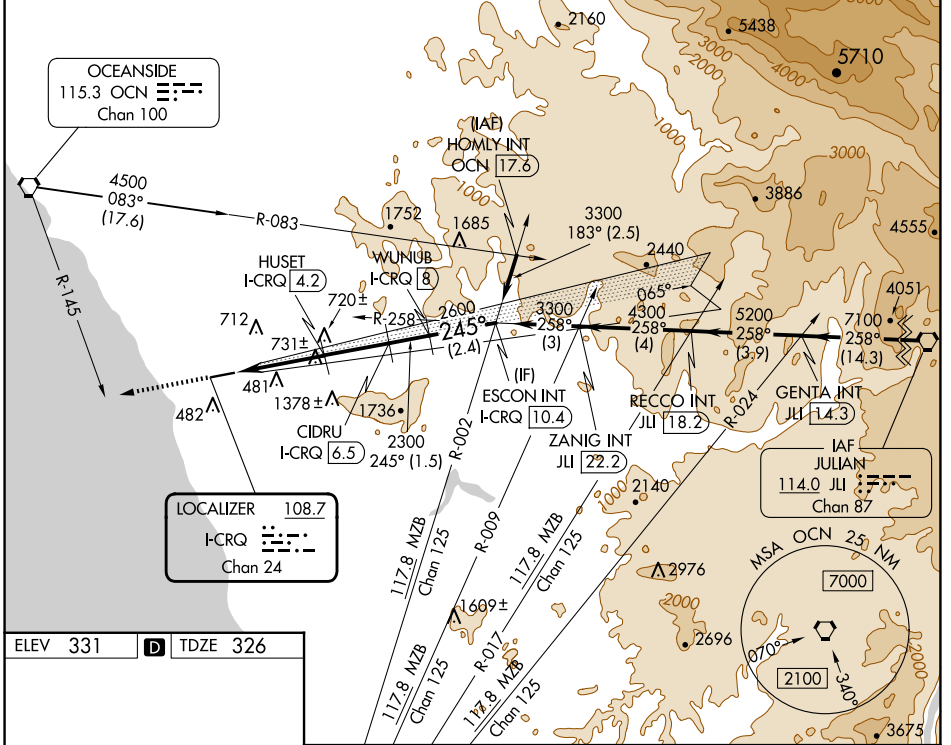 2160
5438
5710
3000
2000
4000
1000
3000
OCEANSIDE
115.3 OCN
Chan 100
(IAF)
HOMLY INT
OCN 17.6
1000
4500
083°
(17.6)
R-083
1752
1685
3300
183° (2.5)
3886
4555
2440
R-145
HUSET
I-CRQ 4.2
WUNUB
I-CRQ 8
065°
4051
712
720±
R-258
2600
245°
(2.4)
3300
258°
(3)
4300
258°
(4)
5200
258°
(3.9)
7100
258°
(14.3)
731±
481
482
1378±
1736
CIDRU
I-CRQ 6.5
2300
245° (1.5)
(IF)
ESCON INT
I-CRQ 10.4
ZANIG INT
JLI 22.2
RECCO INT
JLI 18.2
GENTA INT
JLI 14.3
R-002
R-009
R-024
IAF
JULIAN
114.0 JLI
Chan 87
LOCALIZER 108.7
I-CRQ
Chan 24
1000
2140
117.8 MZB
Chan 125
117.8 MZB
Chan 125
R-017
117.8 MZB
Chan 125
117.8 MZB
Chan 125
1609±
2976
2000
2696
MSA OCN 25 NM
7000
070°
2100
340°
2000
3675
ELEV 331 D TDZE 326